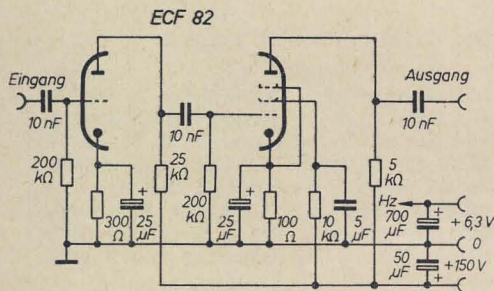 ECF 82
Eingang
10 nF
200 kΩ
300 Ω
25 µF
+
25 kΩ
10 nF
200 kΩ
25 µF
+
100 Ω
10 kΩ
5 µF
5 kΩ
Ausgang
10 nF
Hz
700 µF
+
+ 6,3 V
0
50 µF
+
+150 V